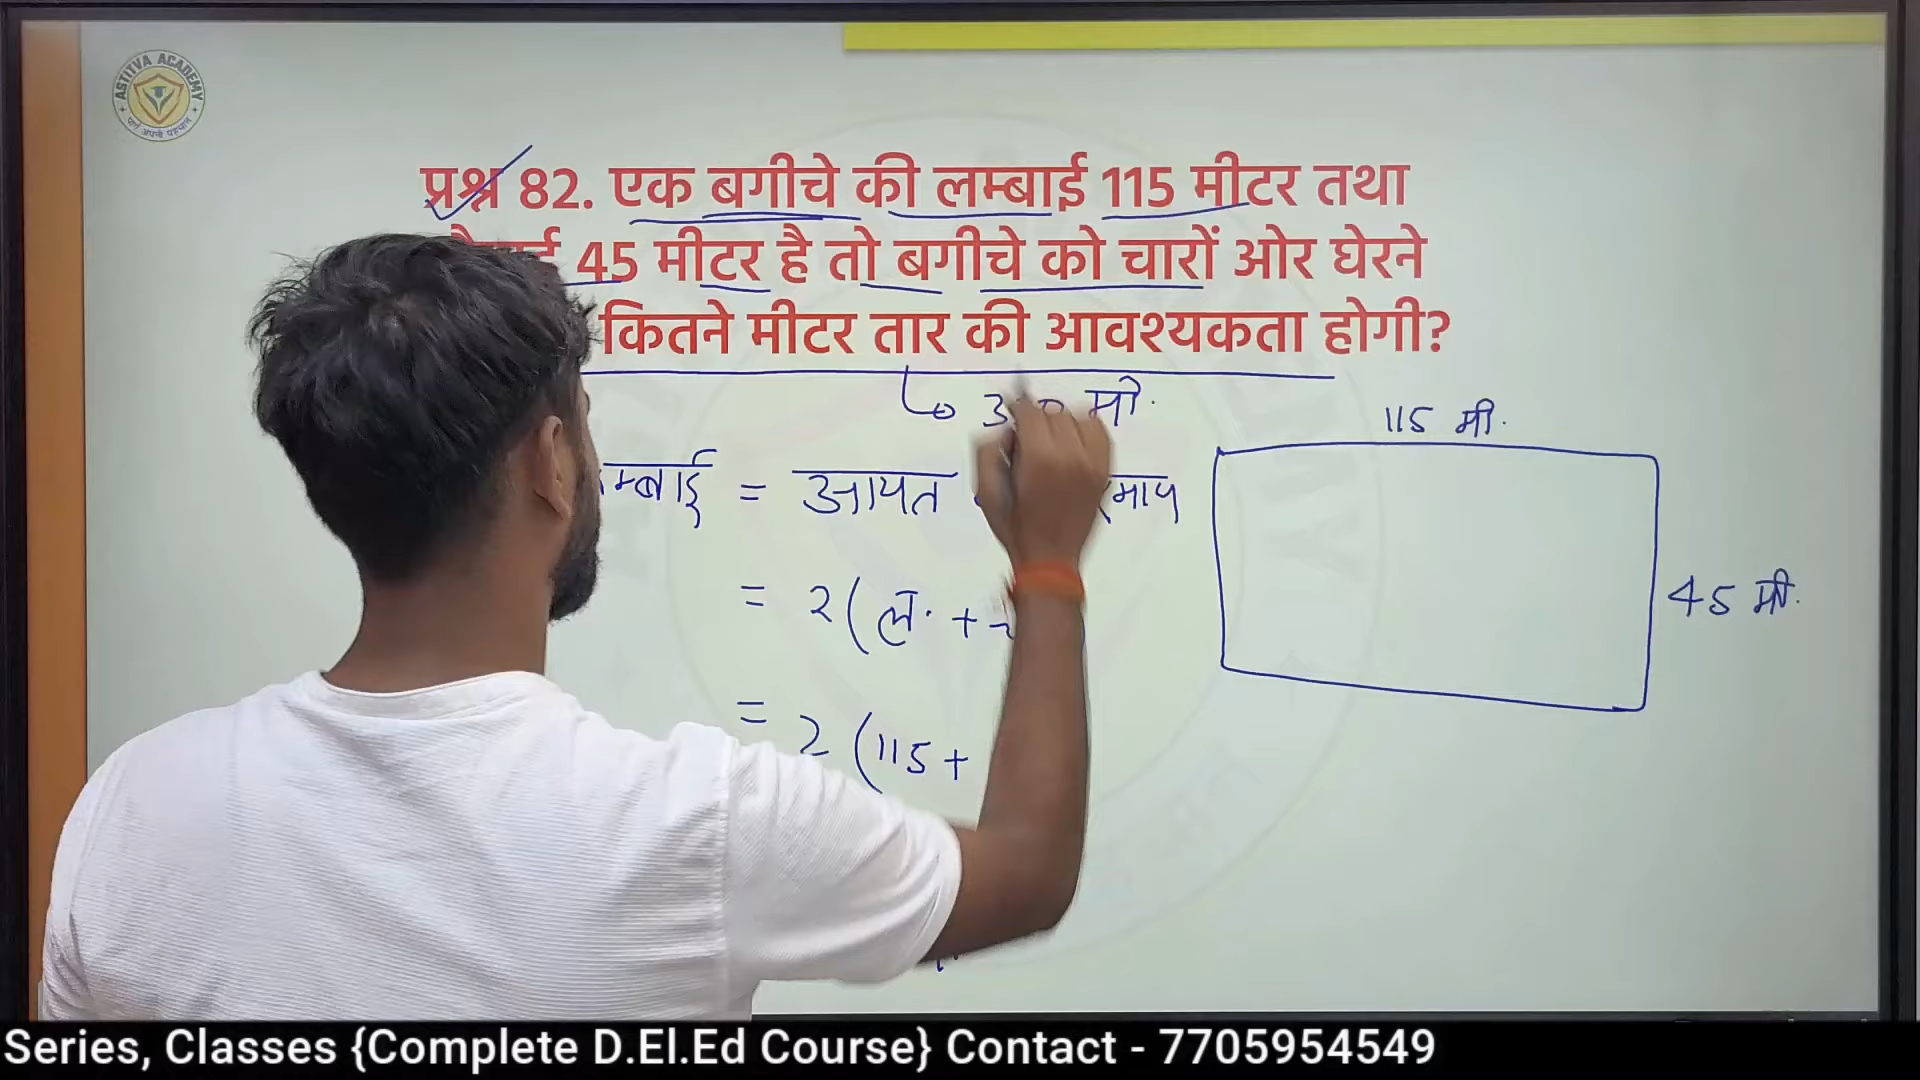 ASTITVA ACADEMY
प्रश्न 82. एक बगीचे की लम्बाई 115 मीटर तथा
45 मीटर है तो बगीचे को चारों ओर घेरने
कितने मीटर तार की आवश्यकता होगी?
मी.
115 मी.
म्बाई = आयत माप
= 2 (ल. +
45 मी.
= 2 (115 +
Series, Classes {Complete D.El.Ed Course} Contact - 7705954549